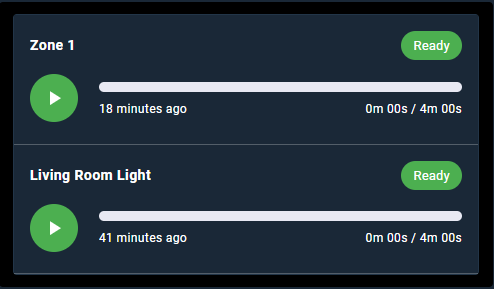 Zone 1
Ready
18 minutes ago
0m 00s / 4m 00s
Living Room Light
Ready
41 minutes ago
0m 00s / 4m 00s